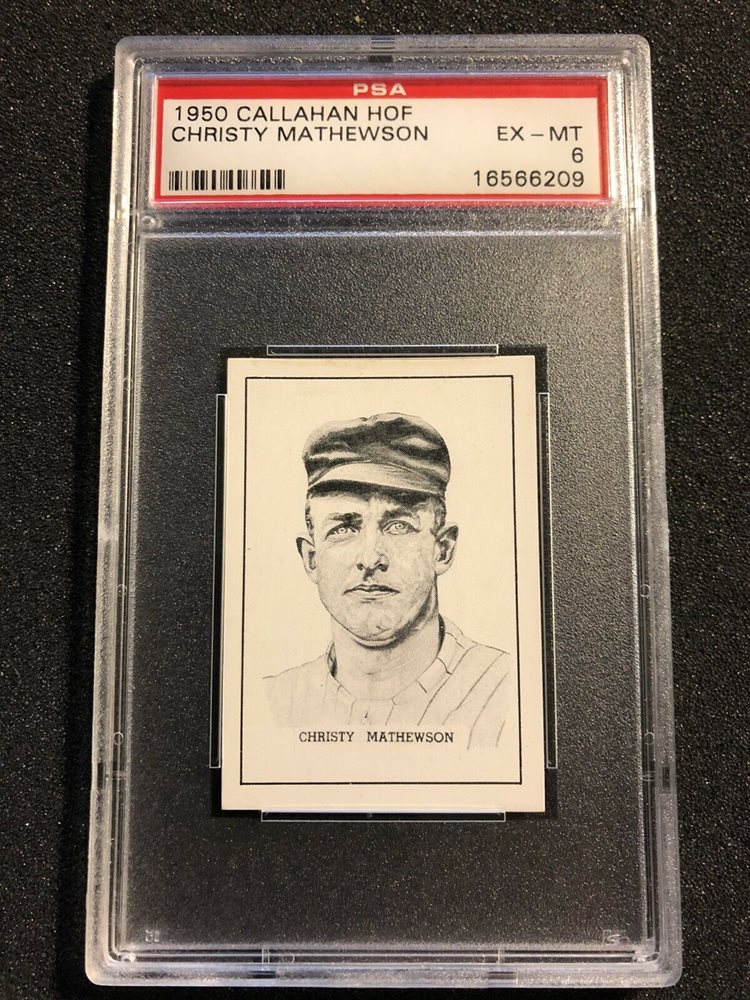 PSA
1950 CALLAHAN HOF
CHRISTY MATHEWSON EX – MT
6
16566209
CHRISTY MATHEWSON